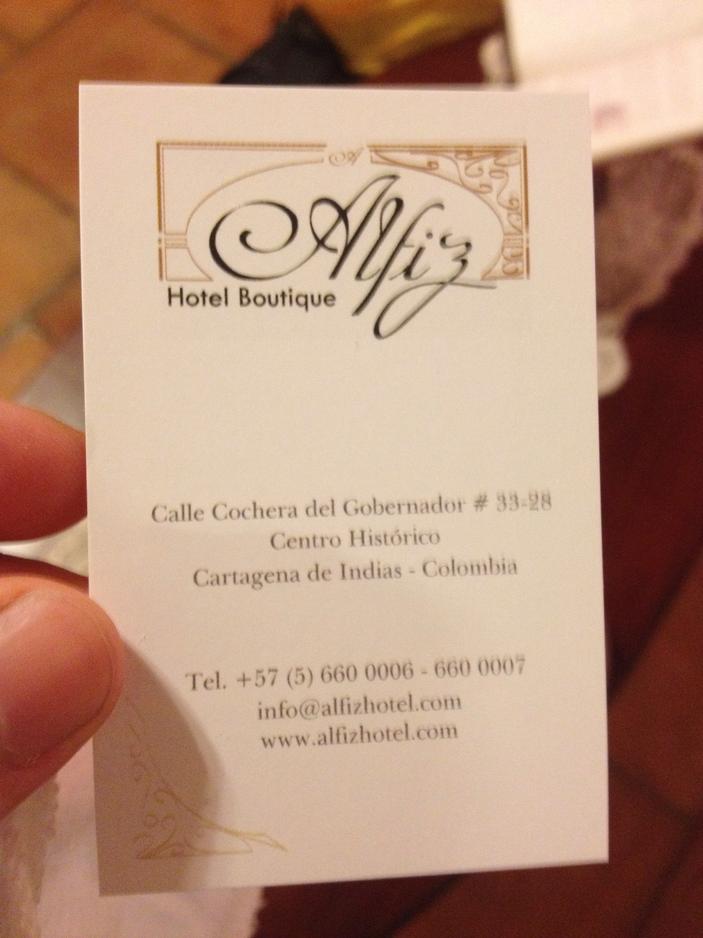 A
Alfiz
Hotel Boutique
Calle Cochera del Gobernador # 33-28
Centro Histórico
Cartagena de Indias - Colombia
Tel. +57 (5) 660 0006 - 660 0007
info@alfizhotel.com
www.alfizhotel.com